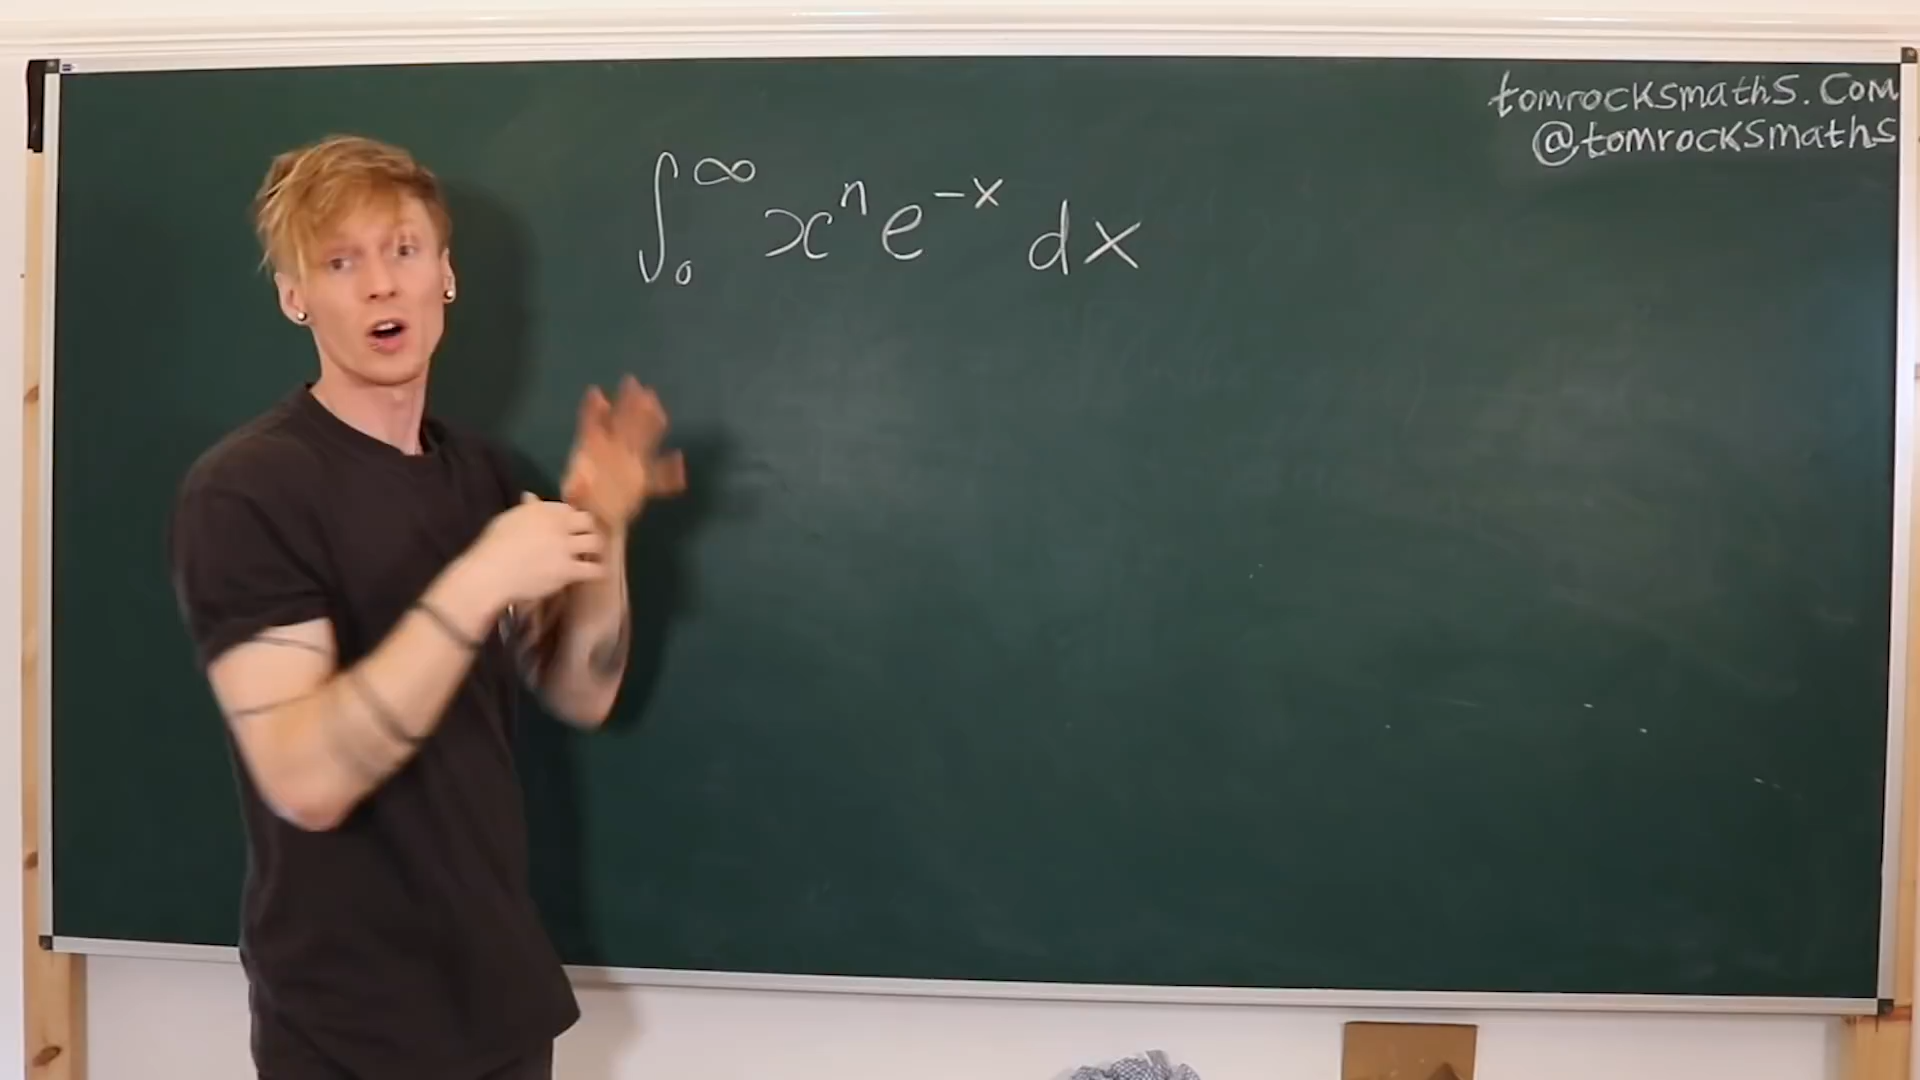 tomrocksmaths.Com
@tomrocksmaths
∫₀^∞ xⁿ e^{-x} dx